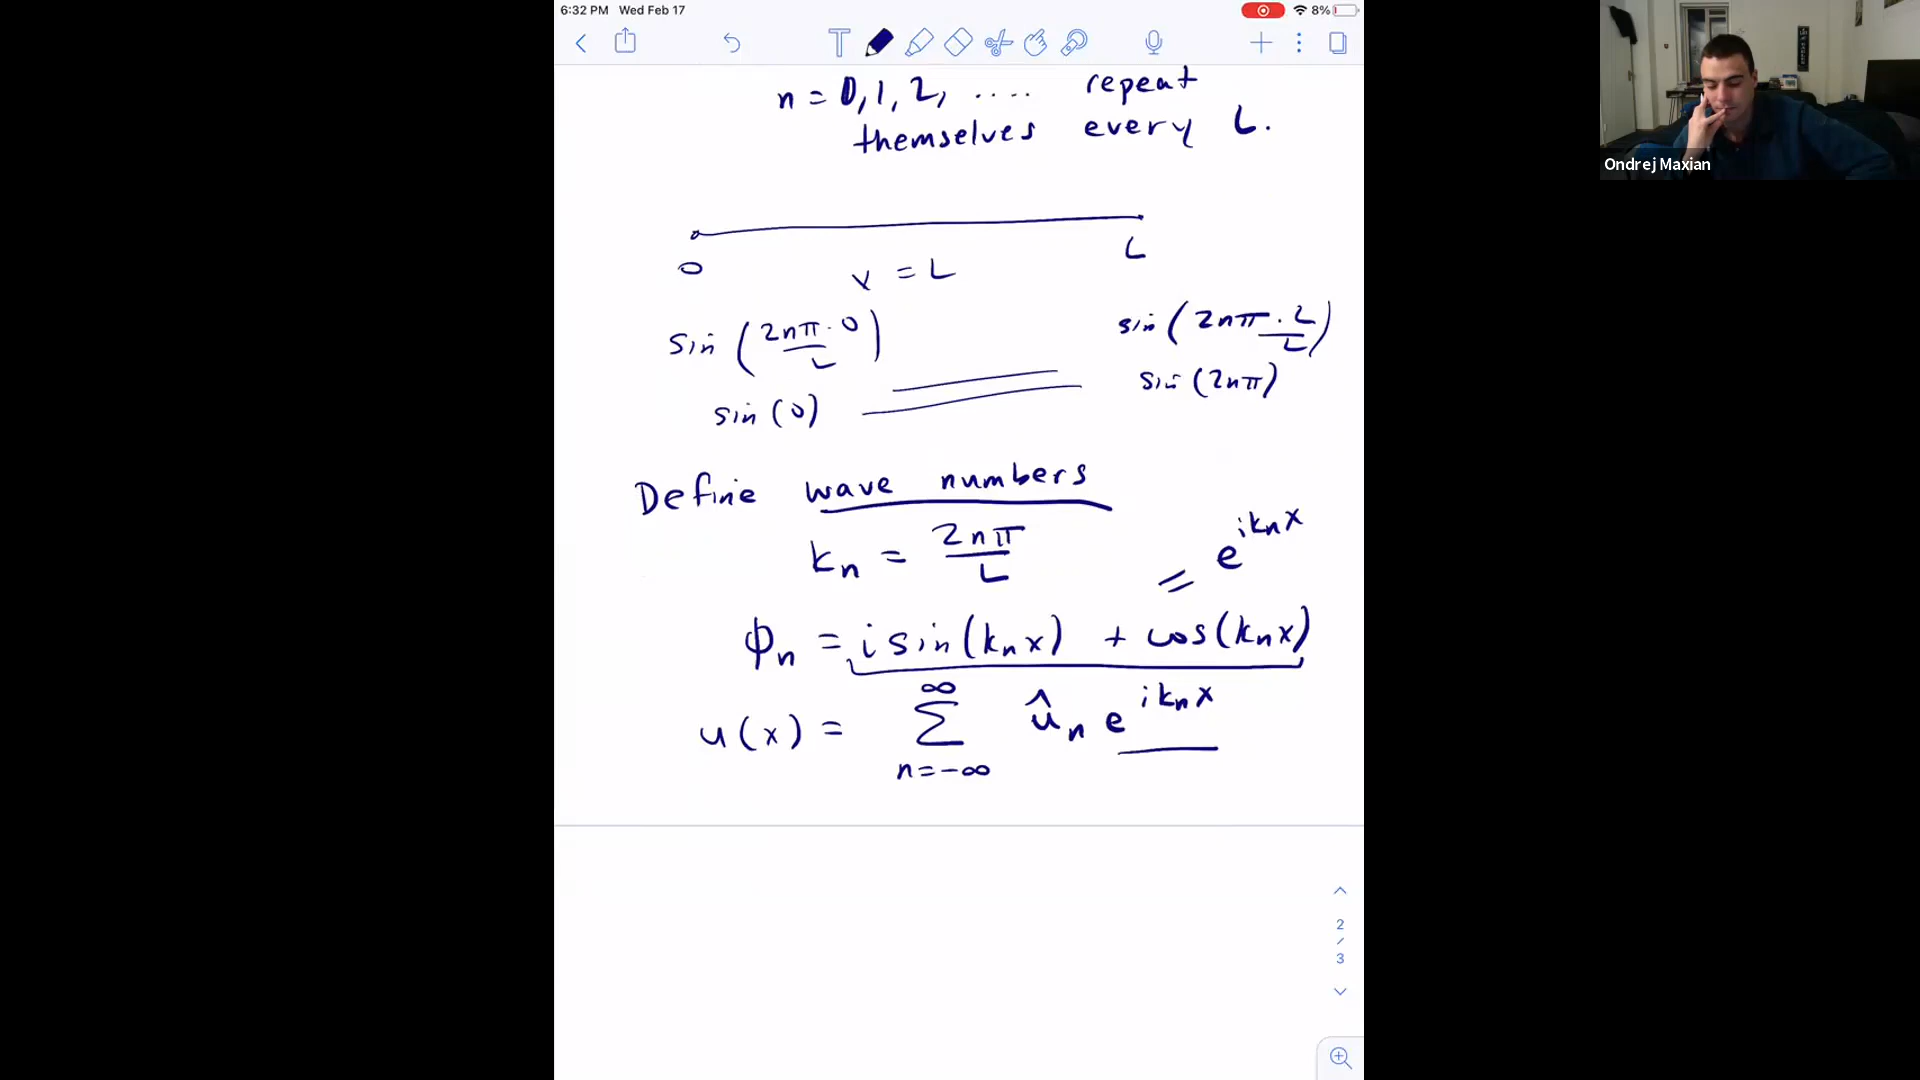 6:32 PM Wed Feb 17
8%
n = 0, 1, 2, .... repeat
themselves every L.
0
L
x = L
sin (2nπ·0 / L)
sin (2nπ·L / L)
sin (0)
sin (2nπ)
Define wave numbers
kₙ = 2nπ / L
= e^{ikₙx}
ϕₙ = i sin(kₙx) + cos(kₙx)
u(x) = ∑_{n=-∞}^{∞} ûₙ e^{ikₙx}
2
/
3
Ondrej Maxian